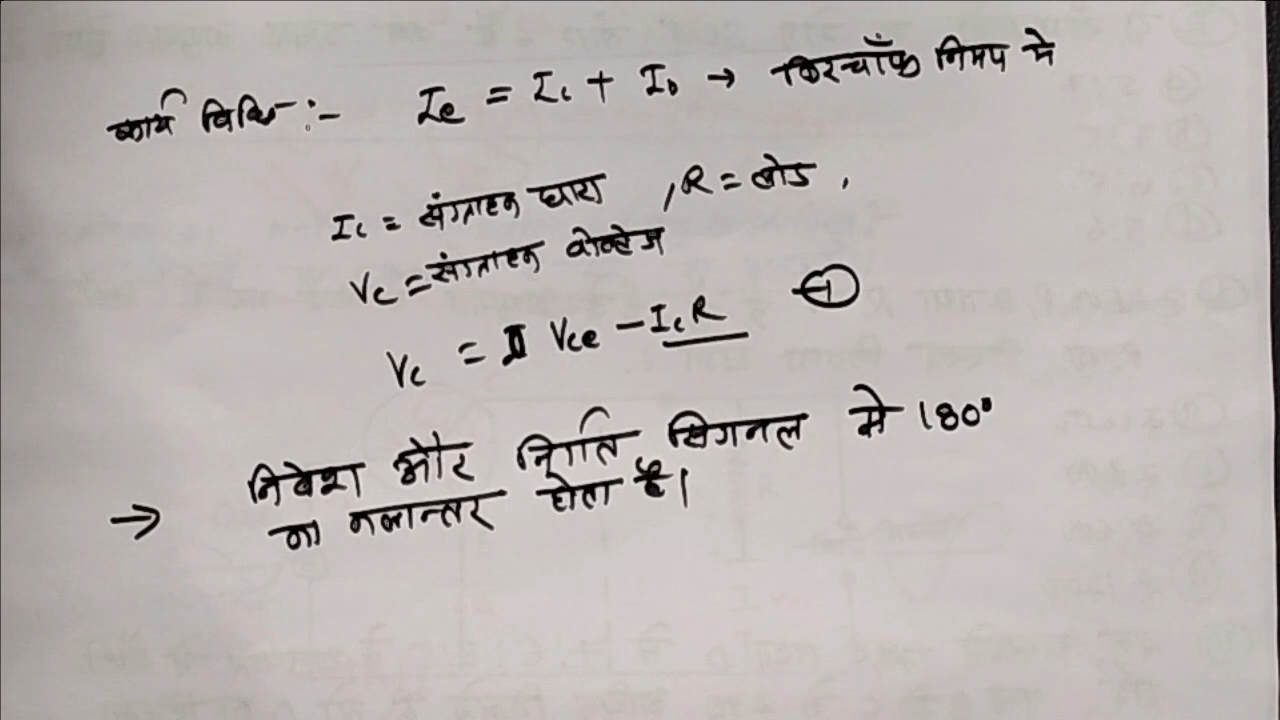 कार्य विधि :- Ie = Ic + Ib → किरचॉफ नियम से
Ic = संग्राहक धारा , R = लोड ,
Vc = संग्राहक वोल्टेज
Vc = Vce - IcR ①
→ निवेश और निर्गत सिगनल मे 180°
का कलान्तर होता है।